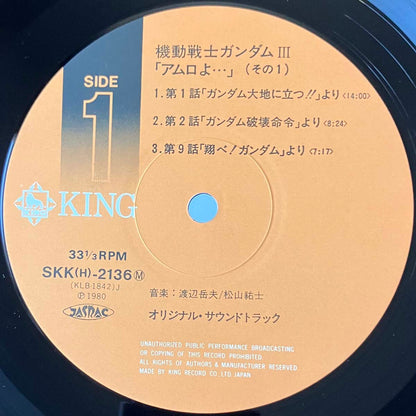 機動戦士ガンダムIII
「アムロよ…」(その1)
SIDE
1
1.第1話「ガンダム大地に立つ!!」より<14:00>
2.第2話「ガンダム破壊命令」より<8:24>
3.第9話「翔べ!ガンダム」より<7:17>
KING
33 1/3 RPM
SKK(H)-2136Ⓜ
(KLB-1842)J
Ⓟ1980
JASRAC
音楽:渡辺岳夫/松山祐士
オリジナル・サウンドトラック
UNAUTHORIZED PUBLIC PERFORMANCE BROADCASTING
OR COPYING OF THIS RECORD PROHIBITED.
ALL RIGHTS OF AUTHORS & MANUFACTURER RESERVED.
MADE BY KING RECORD CO.,LTD. JAPAN